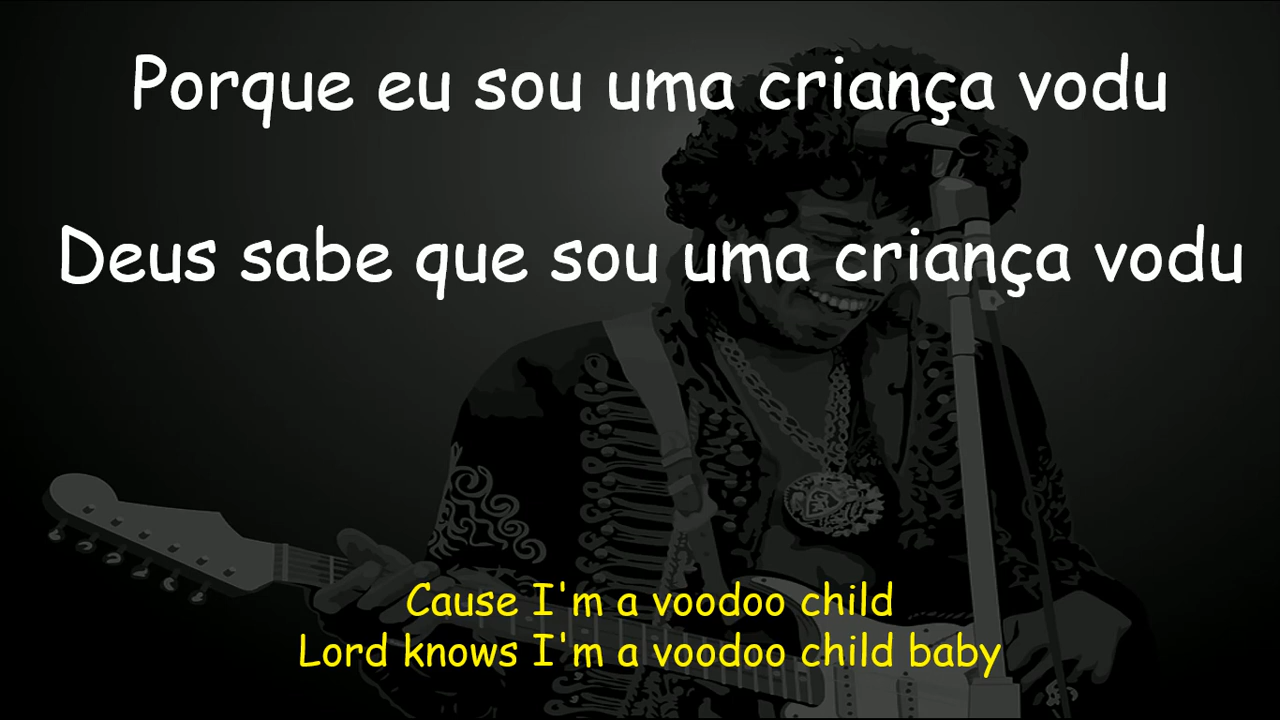 Porque eu sou uma criança vodu
Deus sabe que sou uma criança vodu
Cause I'm a voodoo child
Lord knows I'm a voodoo child baby